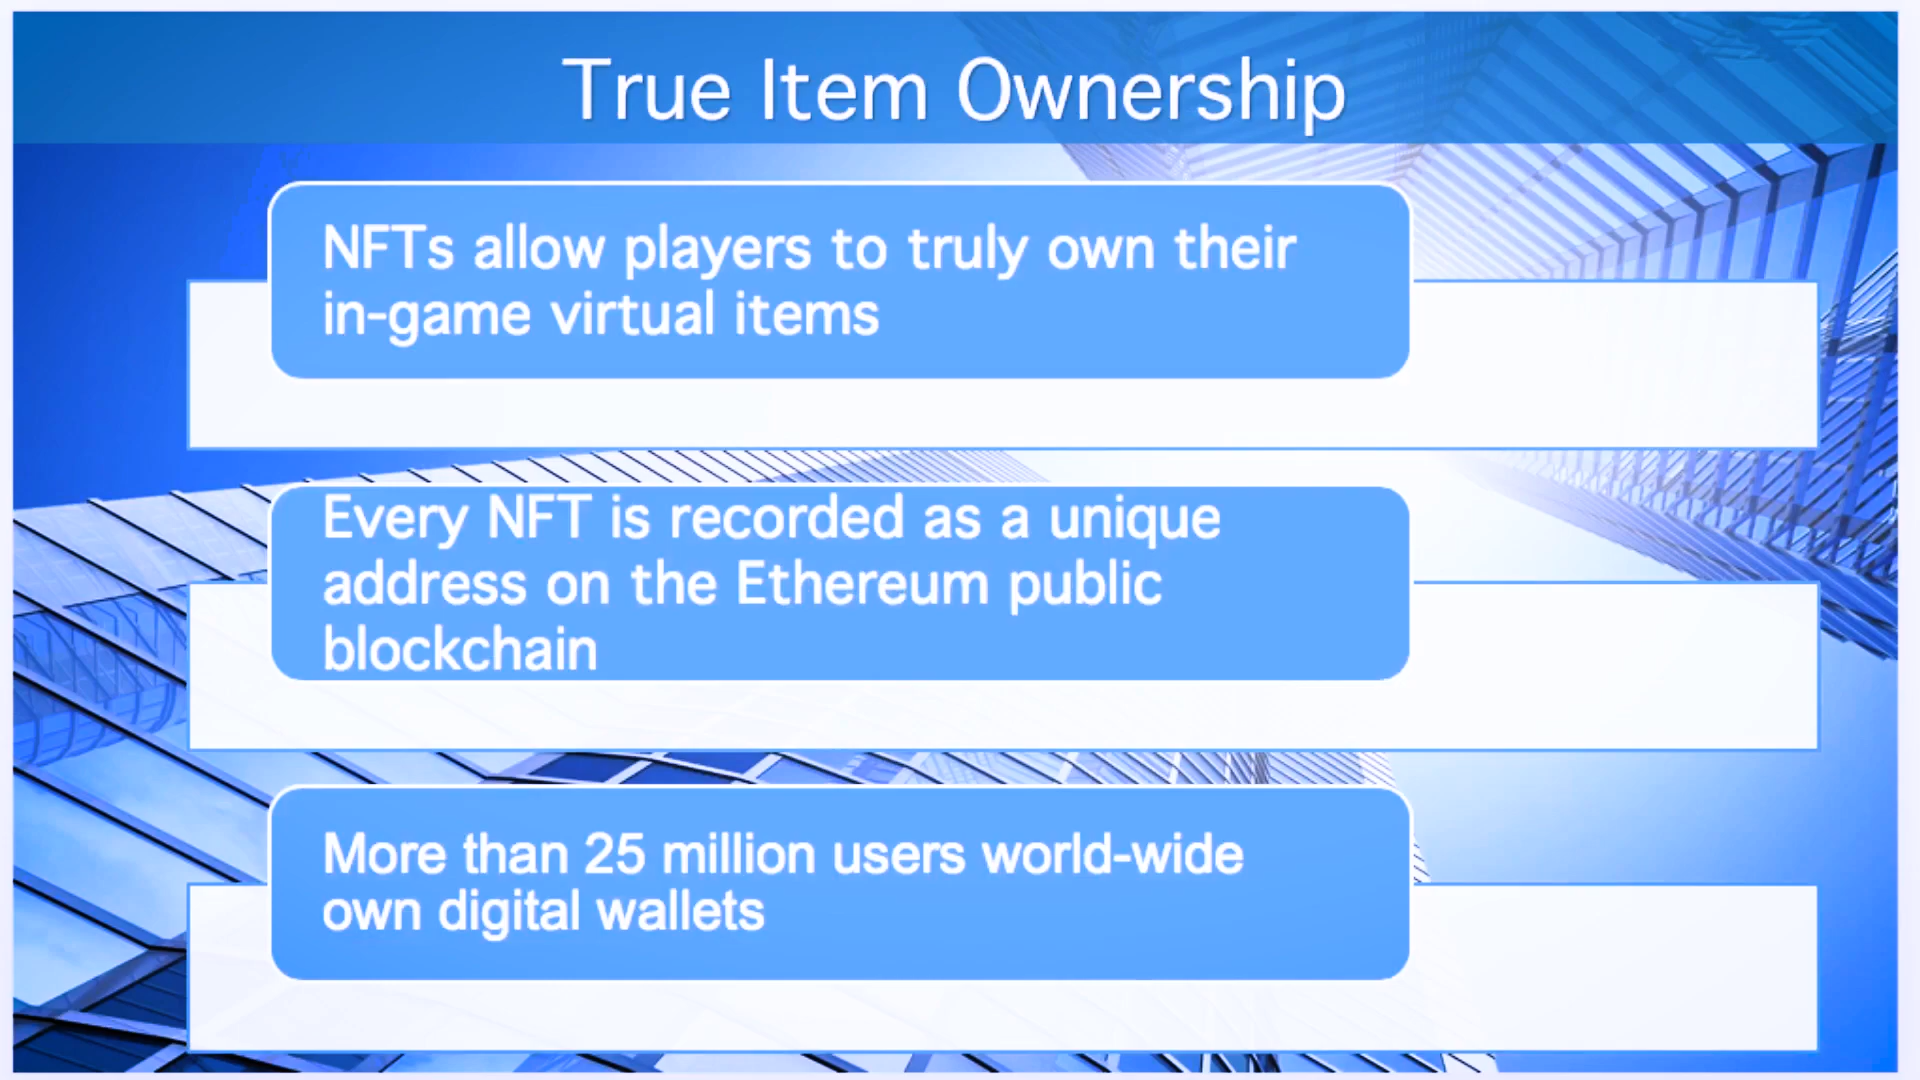 True Item Ownership
NFTs allow players to truly own their
in-game virtual items
Every NFT is recorded as a unique
address on the Ethereum public
blockchain
More than 25 million users world-wide
own digital wallets